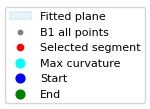 Fitted plane
B1 all points
Selected segment
Max curvature
Start
End